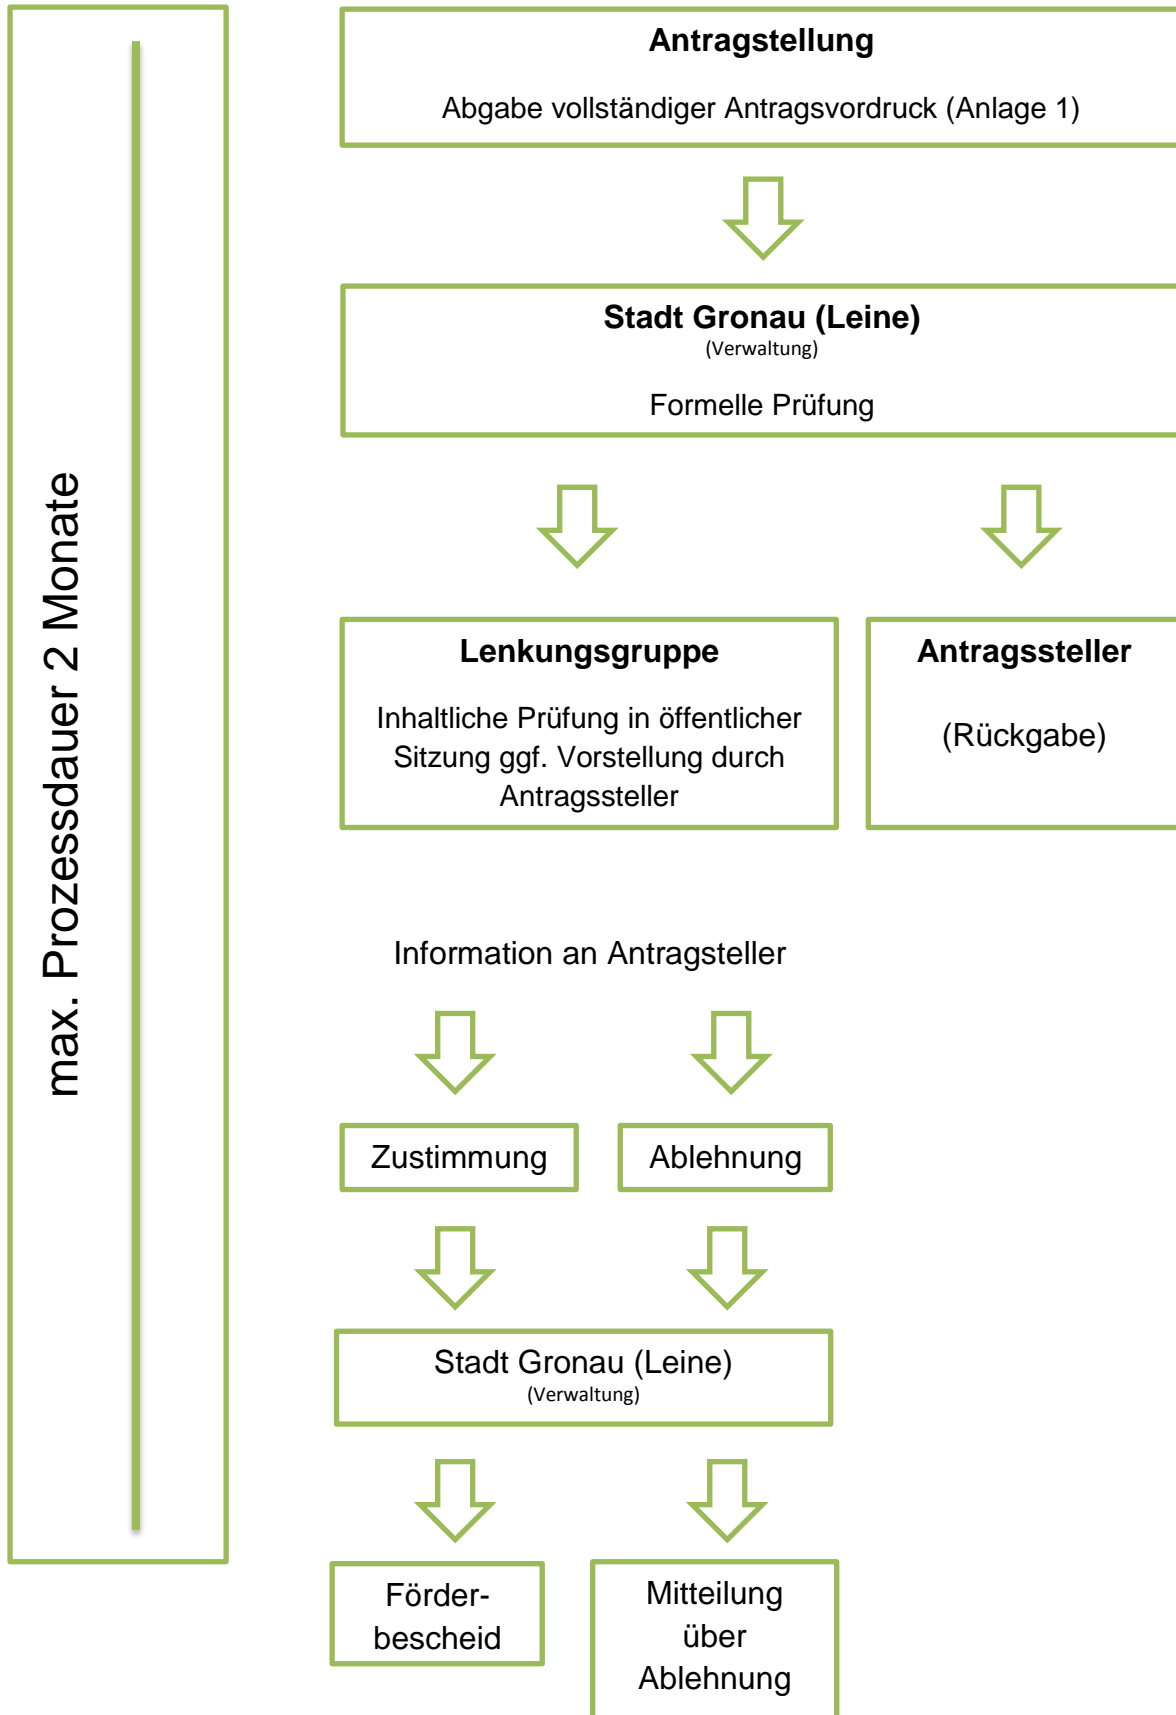 max. Prozessdauer 2 Monate
Antragstellung
Abgabe vollständiger Antragsvordruck (Anlage 1)
Stadt Gronau (Leine)
(Verwaltung)
Formelle Prüfung
Lenkungsgruppe
Inhaltliche Prüfung in öffentlicher
Sitzung ggf. Vorstellung durch
Antragssteller
Antragssteller
(Rückgabe)
Information an Antragsteller
Zustimmung
Ablehnung
Stadt Gronau (Leine)
(Verwaltung)
Förder-
bescheid
Mitteilung
über
Ablehnung